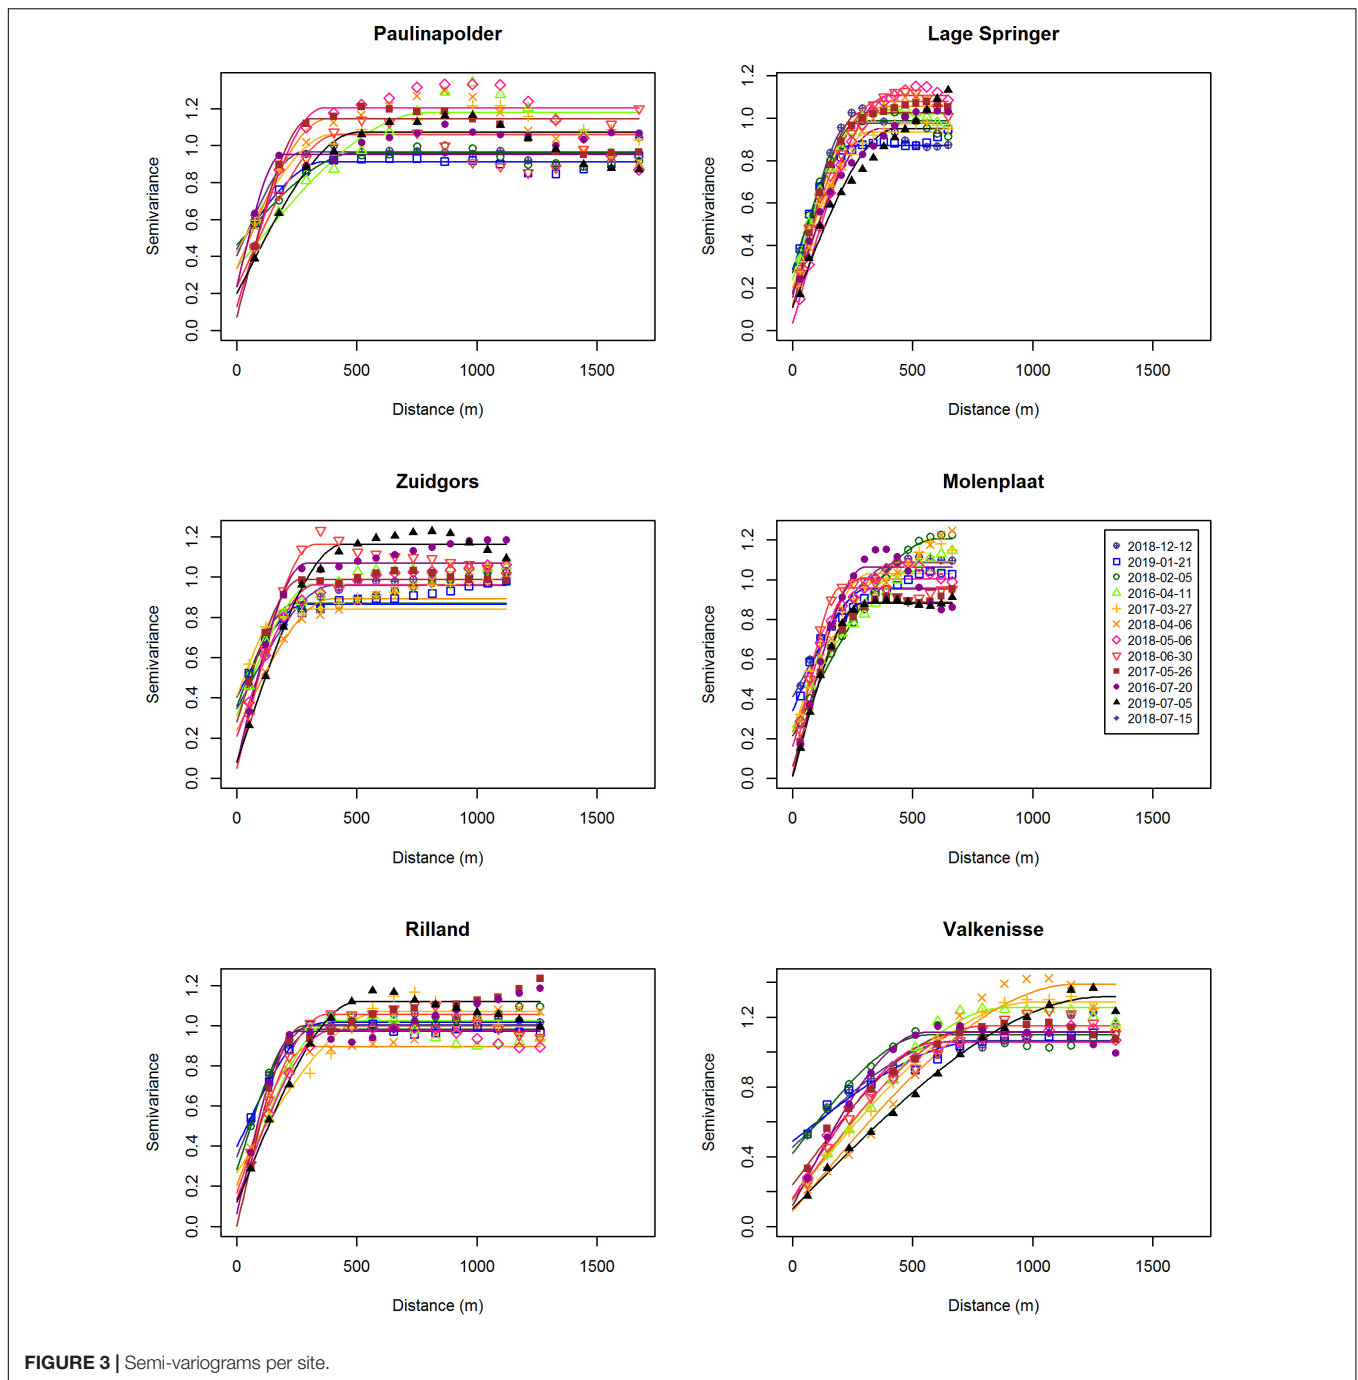 Paulinapolder
Semivariance
0.0 0.2 0.4 0.6 0.8 1.0 1.2
0 500 1000 1500
Distance (m)
Lage Springer
Semivariance
0.0 0.2 0.4 0.6 0.8 1.0 1.2
0 500 1000 1500
Distance (m)
Zuidgors
Semivariance
0.0 0.2 0.4 0.6 0.8 1.0 1.2
0 500 1000 1500
Distance (m)
Molenplaat
Semivariance
0.0 0.2 0.4 0.6 0.8 1.0 1.2
0 500 1000 1500
Distance (m)
2018-12-12
2019-01-21
2018-02-05
2016-04-11
2017-03-27
2018-04-06
2018-05-06
2018-06-30
2017-05-26
2016-07-20
2019-07-05
2018-07-15
Rilland
Semivariance
0.0 0.2 0.4 0.6 0.8 1.0 1.2
0 500 1000 1500
Distance (m)
Valkenisse
Semivariance
0.0 0.4 0.8 1.2
0 500 1000 1500
Distance (m)
FIGURE 3 | Semi-variograms per site.